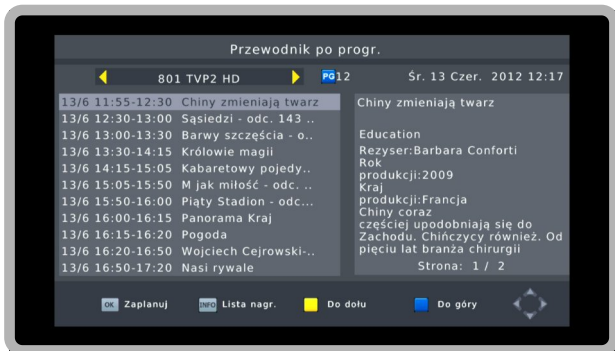 Przewodnik po progr.
801 TVP2 HD
PG12
Śr. 13 Czer. 2012 12:17
13/6 11:55-12:30 Chiny zmieniają twarz
13/6 12:30-13:00 Sąsiedzi - odc. 143 ..
13/6 13:00-13:30 Barwy szczęścia - o..
13/6 13:30-14:15 Królowie magii
13/6 14:15-15:05 Kabaretowy pojedy..
13/6 15:05-15:50 M jak miłość - odc. ..
13/6 15:50-16:00 Piąty Stadion - odc...
13/6 16:00-16:15 Panorama Kraj
13/6 16:15-16:20 Pogoda
13/6 16:20-16:50 Wojciech Cejrowski-..
13/6 16:50-17:20 Nasi rywale
Chiny zmieniają twarz
Education
Rezyser:Barbara Conforti
Rok
produkcji:2009
Kraj
produkcji:Francja
Chiny coraz
częściej upodobniają się do
Zachodu. Chińczycy również. Od
pięciu lat branża chirurgii
Strona: 1 / 2
OK Zaplanuj
INFO Lista nagr.
Do dołu
Do góry